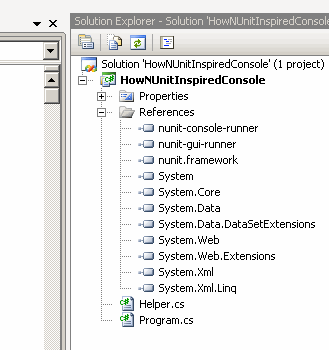 Solution Explorer - Solution 'HowNUnitInspiredConsole
Solution 'HowNUnitInspiredConsole' (1 project)
HowNUnitInspiredConsole
Properties
References
nunit-console-runner
nunit-gui-runner
nunit.framework
System
System.Core
System.Data
System.Data.DataSetExtensions
System.Web
System.Web.Extensions
System.Xml
System.Xml.Linq
Helper.cs
Program.cs